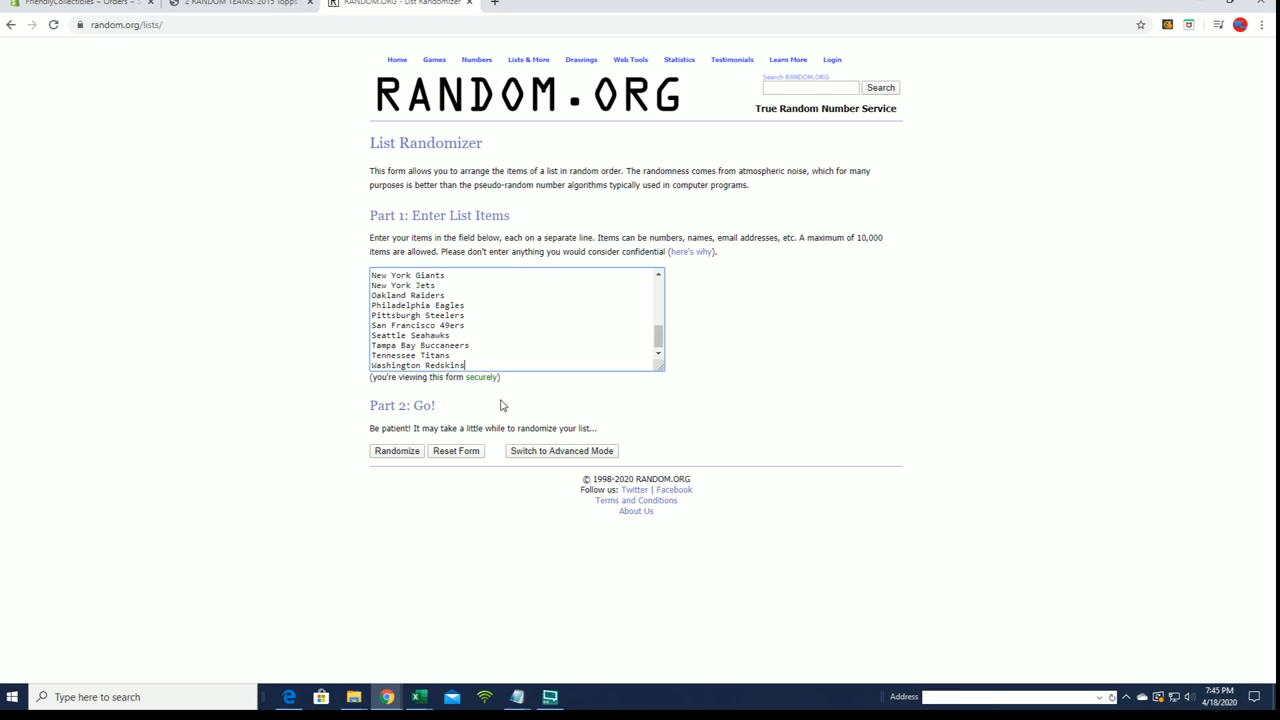 FriendlyCollectibles ~ Orders ~
2 RANDOM TEAMS: 2015 Topps
RANDOM.ORG - List Randomizer
random.org/lists/
Home Games Numbers Lists & More Drawings Web Tools Statistics Testimonials Learn More Login
RANDOM.ORG
Search RANDOM.ORG
Search
True Random Number Service
List Randomizer
This form allows you to arrange the items of a list in random order. The randomness comes from atmospheric noise, which for many
purposes is better than the pseudo-random number algorithms typically used in computer programs.
Part 1: Enter List Items
Enter your items in the field below, each on a separate line. Items can be numbers, names, email addresses, etc. A maximum of 10,000
items are allowed. Please don't enter anything you would consider confidential (here's why).
New York Giants
New York Jets
Oakland Raiders
Philadelphia Eagles
Pittsburgh Steelers
San Francisco 49ers
Seattle Seahawks
Tampa Bay Buccaneers
Tennessee Titans
Washington Redskins
(you're viewing this form securely)
Part 2: Go!
Be patient! It may take a little while to randomize your list...
Randomize Reset Form Switch to Advanced Mode
© 1998-2020 RANDOM.ORG
Follow us: Twitter | Facebook
Terms and Conditions
About Us
Type here to search
Address
7:45 PM
4/18/2020